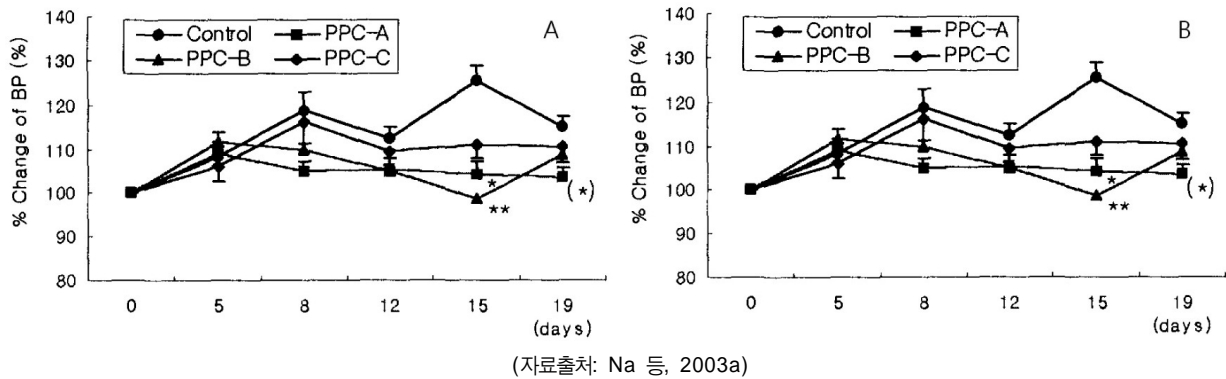 140
130
120
110
100
90
80
% Change of BP (%)
Control
PPC-A
PPC-B
PPC-C
A
*
**
(*)
0 5 8 12 15 19
(days)
140
130
120
110
100
90
80
% Change of BP (%)
Control
PPC-A
PPC-B
PPC-C
B
*
**
(*)
0 5 8 12 15 19
(days)
(자료출처: Na 등, 2003a)